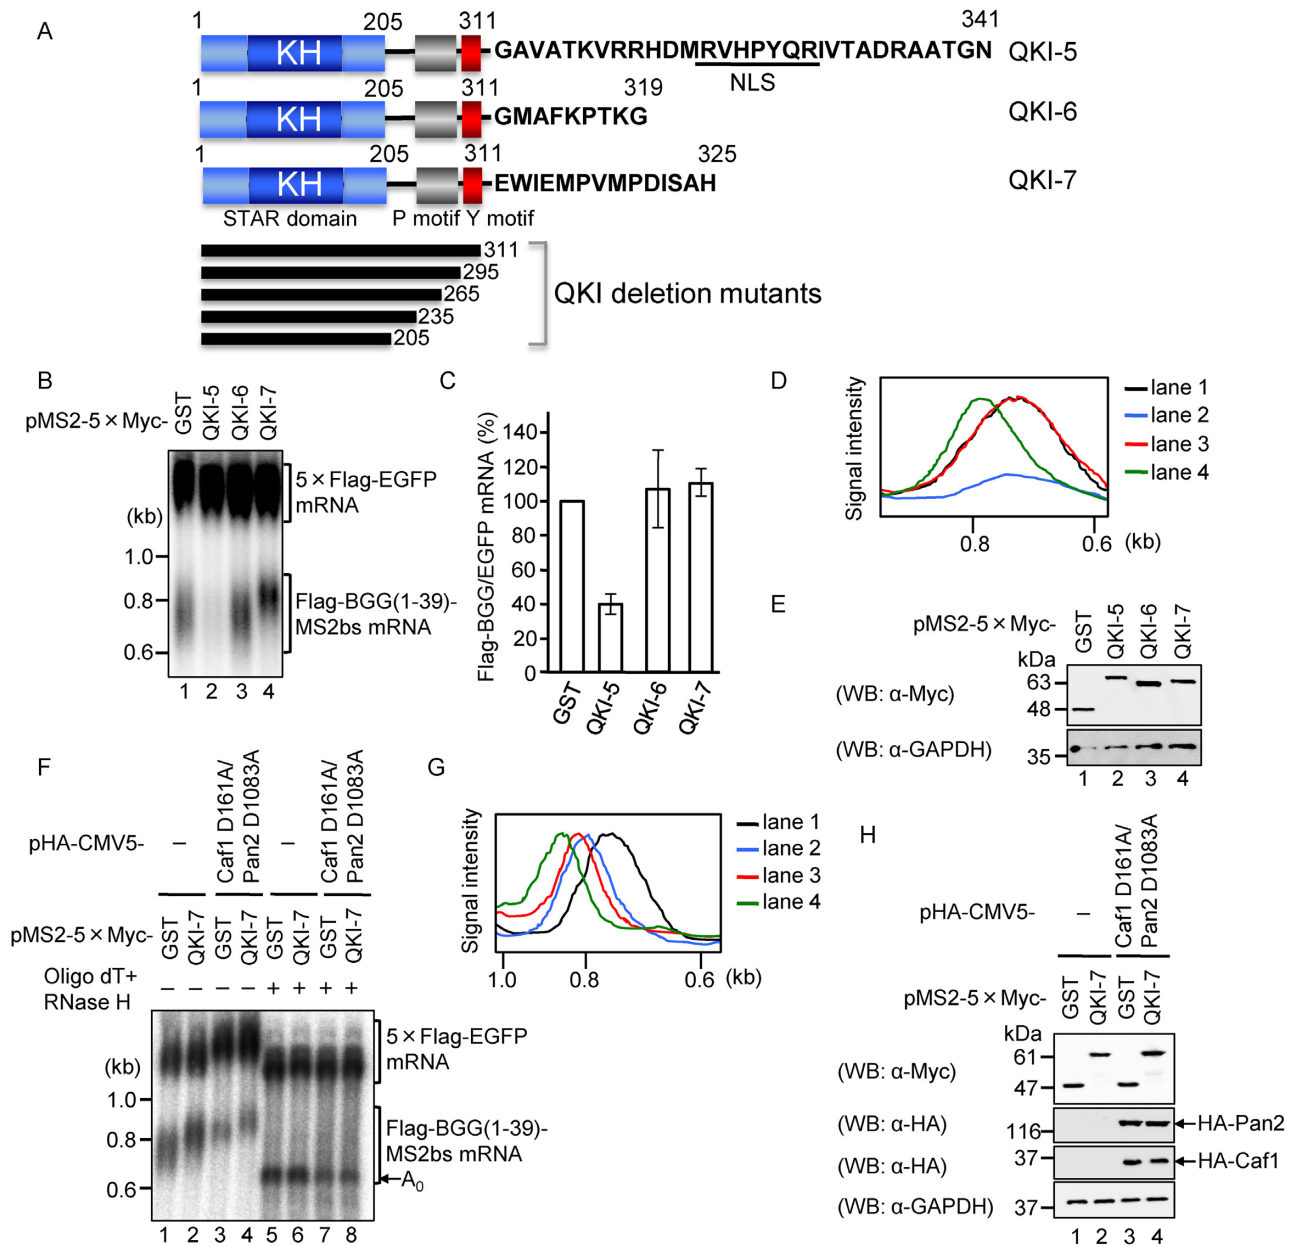 A
1 205 311 341
KH GAVATKVRRHDMRVHPYQRIVTADRAATGN QKI-5
NLS
1 205 311 319
KH GMAFKPTKG QKI-6
1 205 311 325
KH EWIEMPVMPDISAH QKI-7
STAR domain P motif Y motif
311
295
265
235
205
QKI deletion mutants
B
pMS2-5×Myc- GST QKI-5 QKI-6 QKI-7
(kb)
1.0
0.8
0.6
5×Flag-EGFP
mRNA
Flag-BGG(1-39)-
MS2bs mRNA
1 2 3 4
C
Flag-BGG/EGFP mRNA (%)
140
120
100
80
60
40
20
0
GST QKI-5 QKI-6 QKI-7
D
Signal intensity
0.8 0.6 (kb)
lane 1
lane 2
lane 3
lane 4
E
pMS2-5×Myc- GST QKI-5 QKI-6 QKI-7
kDa
(WB: α-Myc) 63
48
(WB: α-GAPDH) 35
1 2 3 4
F
pHA-CMV5- – Caf1 D161A/ Pan2 D1083A – Caf1 D161A/ Pan2 D1083A
pMS2-5×Myc- GST QKI-7 GST QKI-7 GST QKI-7 GST QKI-7
Oligo dT+
RNase H – – – – + + + +
(kb)
1.0
0.8
0.6
5×Flag-EGFP
mRNA
Flag-BGG(1-39)-
MS2bs mRNA
A0
1 2 3 4 5 6 7 8
G
Signal intensity
1.0 0.8 0.6 (kb)
lane 1
lane 2
lane 3
lane 4
H
pHA-CMV5- – Caf1 D161A/ Pan2 D1083A
pMS2-5×Myc- GST QKI-7 GST QKI-7
kDa
(WB: α-Myc) 61
47
(WB: α-HA) 116 HA-Pan2
(WB: α-HA) 37 HA-Caf1
(WB: α-GAPDH) 37
1 2 3 4